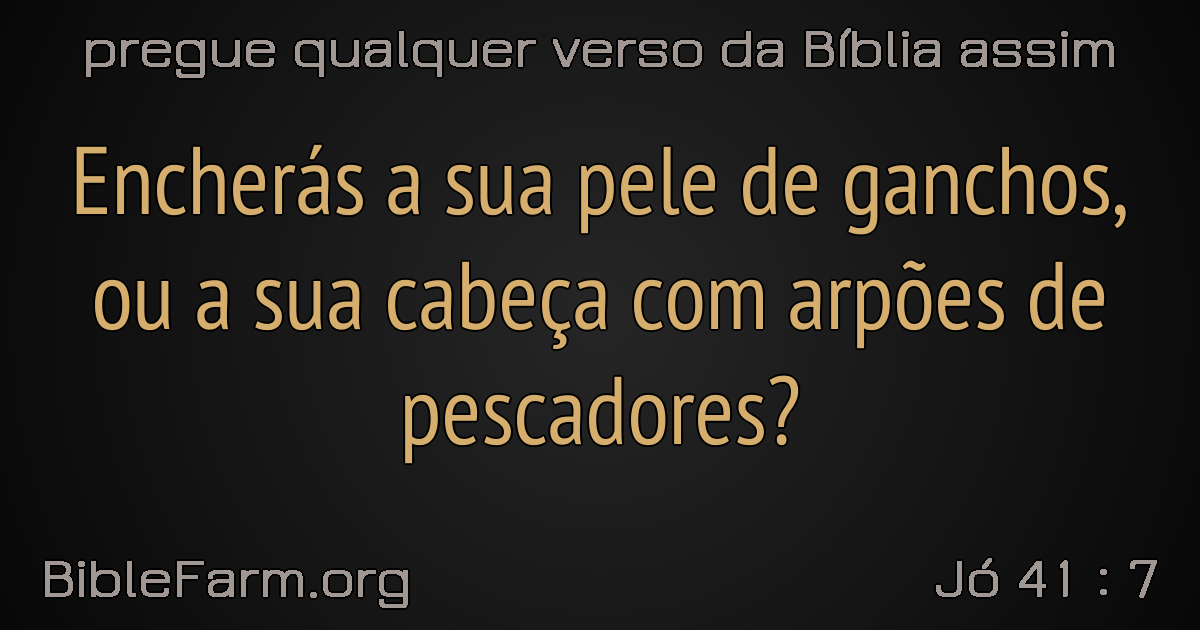 pregue qualquer verso da Bíblia assim
Encherás a sua pele de ganchos,
ou a sua cabeça com arpões de
pescadores?
BibleFarm.org
Jó 41 : 7